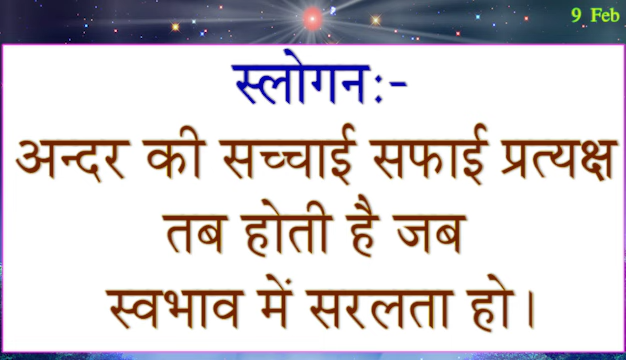 9 Feb
स्लोगनः-
अन्दर की सच्चाई सफाई प्रत्यक्ष
तब होती है जब
स्वभाव में सरलता हो।